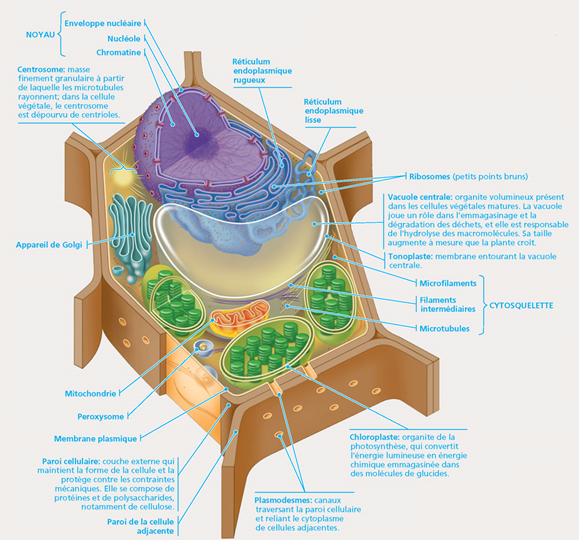 Enveloppe nucléaire
NOYAU
Nucléole
Chromatine
Centrosome: masse
finement granulaire à partir
de laquelle les microtubules
rayonnent; dans la cellule
végétale, le centrosome
est dépourvu de centrioles.
Réticulum
endoplasmique
rugueux
Réticulum
endoplasmique
lisse
Ribosomes (petits points bruns)
Vacuole centrale: organite volumineux présent
dans les cellules végétales matures. La vacuole
joue un rôle dans l'emmagasinage et la
dégradation des déchets, et elle est responsable
de l'hydrolyse des macromolécules. Sa taille
augmente à mesure que la plante croît.
Appareil de Golgi
Tonoplaste: membrane entourant la vacuole
centrale.
Microfilaments
Filaments
intermédiaires
CYTOSQUELETTE
Microtubules
Mitochondrie
Peroxysome
Membrane plasmique
Chloroplaste: organite de la
photosynthèse, qui convertit
l'énergie lumineuse en énergie
chimique emmagasinée dans
des molécules de glucides.
Paroi cellulaire: couche externe qui
maintient la forme de la cellule et la
protège contre les contraintes
mécaniques. Elle se compose de
protéines et de polysaccharides,
notamment de cellulose.
Plasmodesmes: canaux
traversant la paroi cellulaire
et reliant le cytoplasme
de cellules adjacentes.
Paroi de la cellule
adjacente